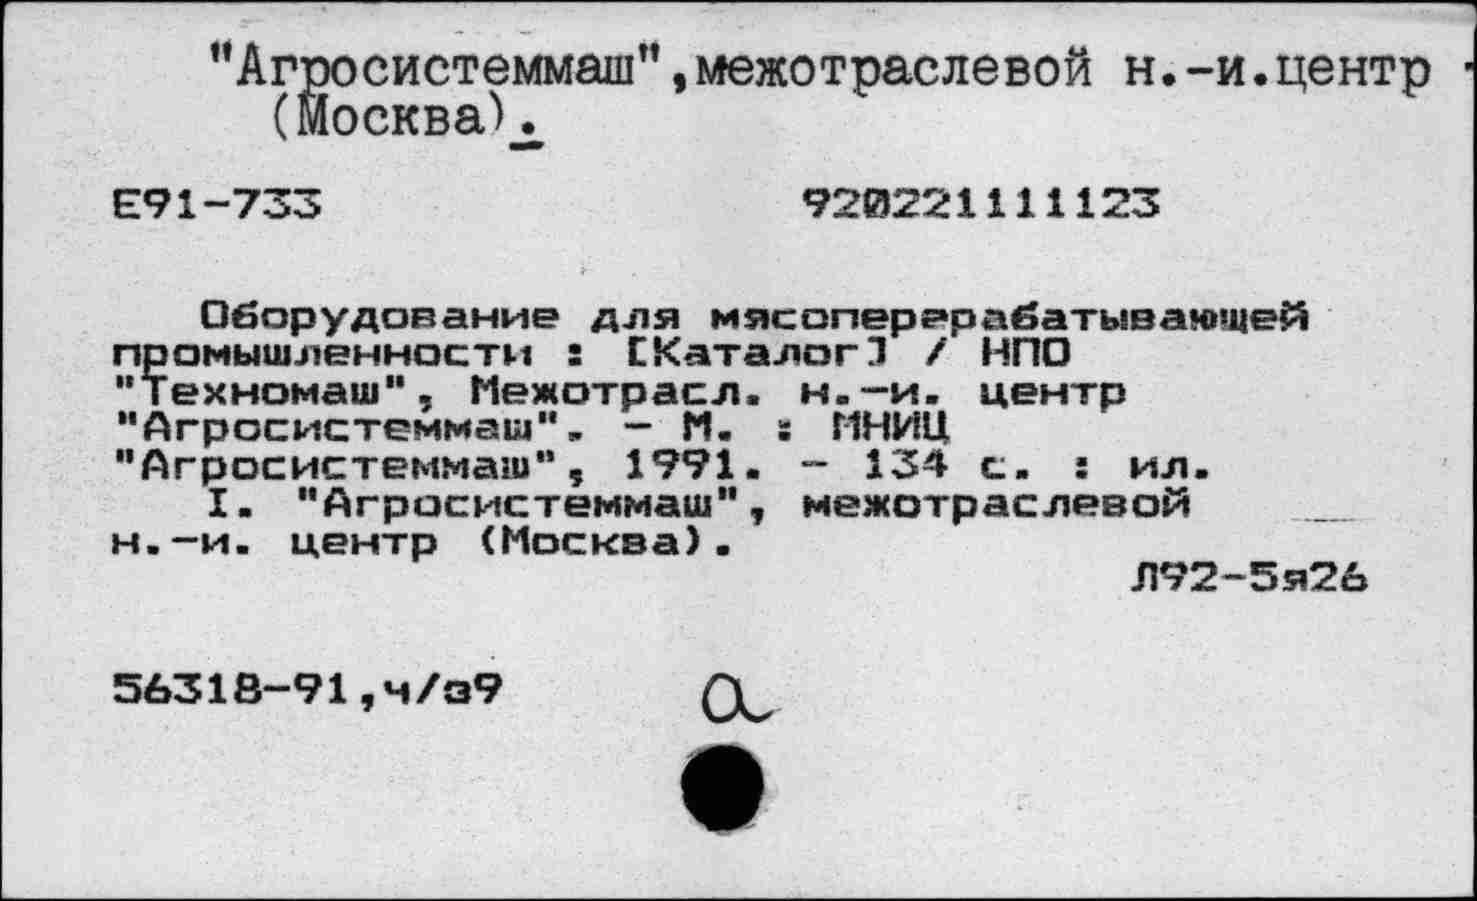 "Агросистеммаш",межотраслевой н.-и.центр
(Москва).
Е91-733 920221111123
Оборудование для мясоперерабатывающей
промышленности : [Каталог] / НПО
"Техномаш", Межотрасл. н.-и. центр
"Агросистеммаш". - М. : МНИЦ
"Агросистеммаш", 1991. - 134 с. : ил.
I. "Агросистеммаш", межотраслевой
н.-и. центр (Москва).
Л92-5я26
56318-91,ч/з9 а